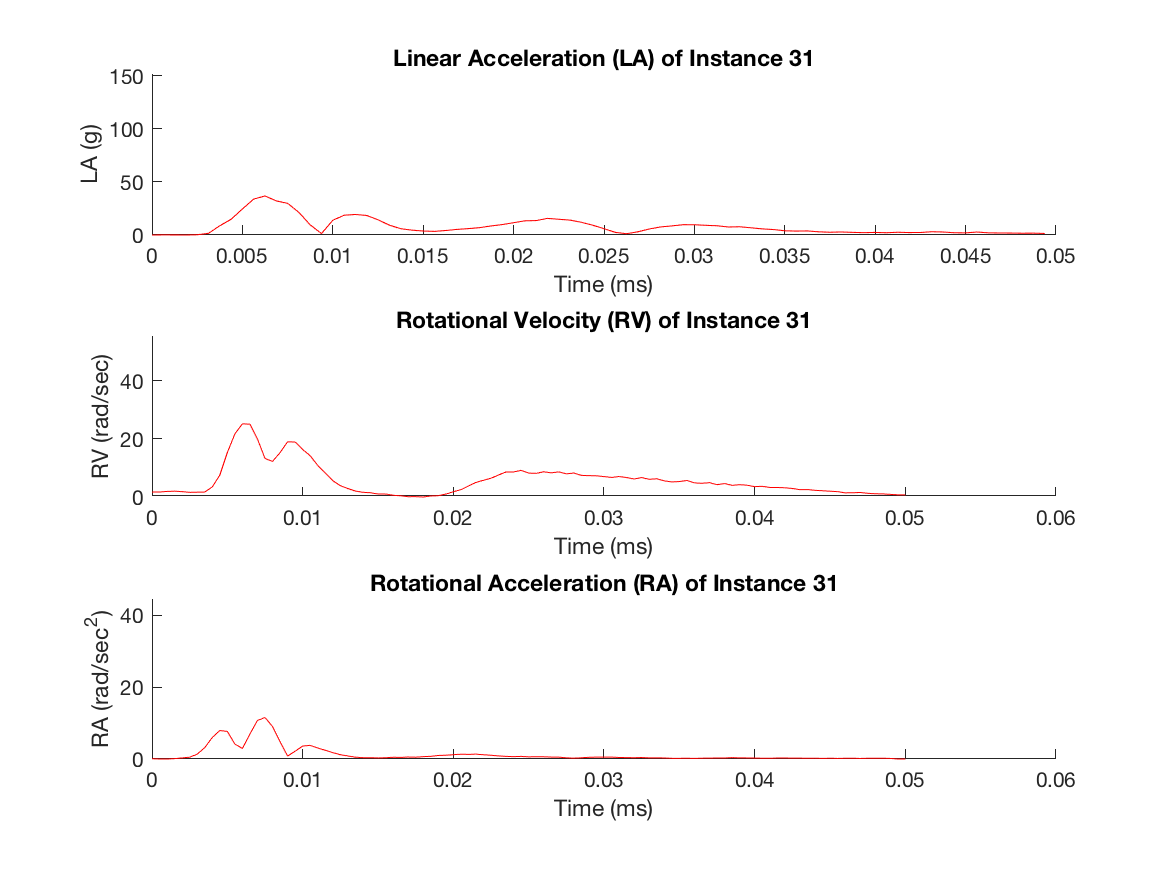 Linear Acceleration (LA) of Instance 31
150
100
50
0
LA (g)
0 0.005 0.01 0.015 0.02 0.025 0.03 0.035 0.04 0.045 0.05
Time (ms)
Rotational Velocity (RV) of Instance 31
40
20
0
RV (rad/sec)
0 0.01 0.02 0.03 0.04 0.05 0.06
Time (ms)
Rotational Acceleration (RA) of Instance 31
40
20
0
RA (rad/sec²)
0 0.01 0.02 0.03 0.04 0.05 0.06
Time (ms)